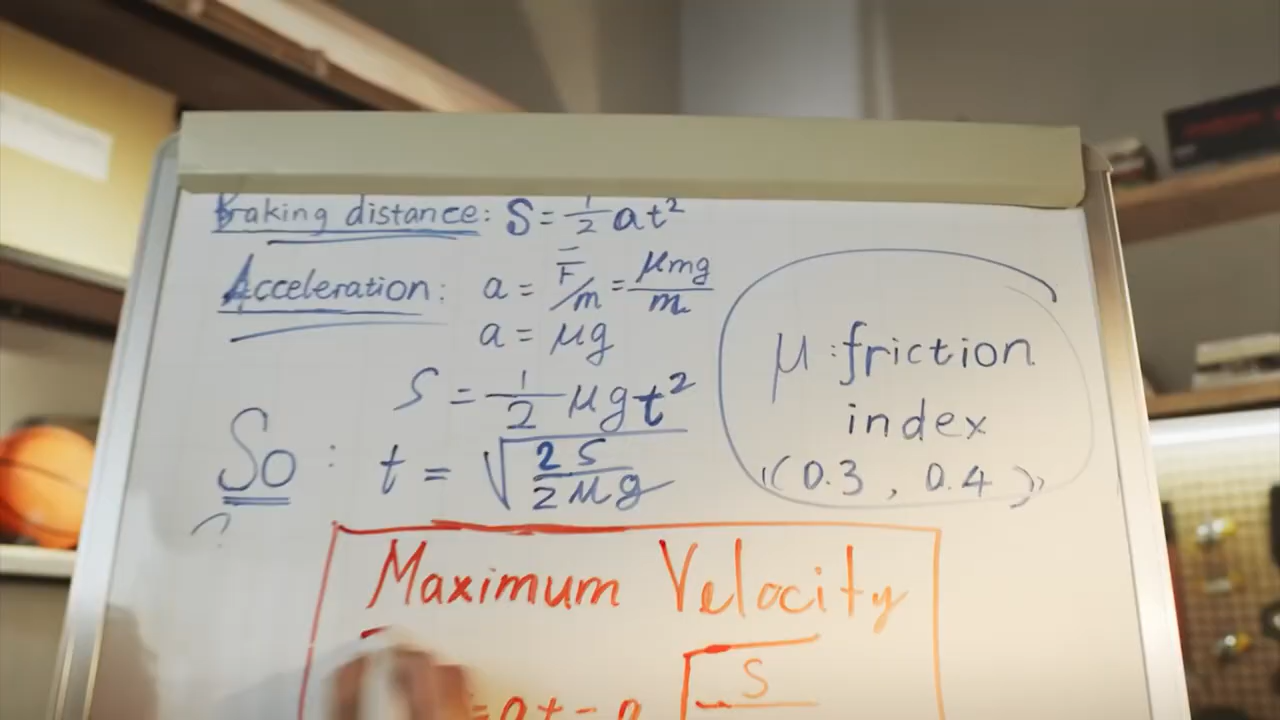 Braking distance: S = 1/2 at²
Acceleration: a = F/m = μmg/m
a = μg
S = 1/2 μgt²
So: t = √(2S/2μg)
μ: friction
index
(0.3, 0.4)
Maximum Velocity
= at = a √S